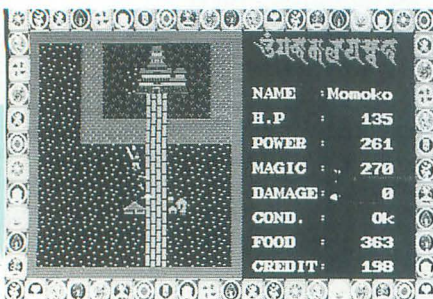 NAME :Momoko
H.P : 135
POWER : 261
MAGIC : 270
DAMAGE: 0
COND. : Ok
FOOD : 363
CREDIT: 198